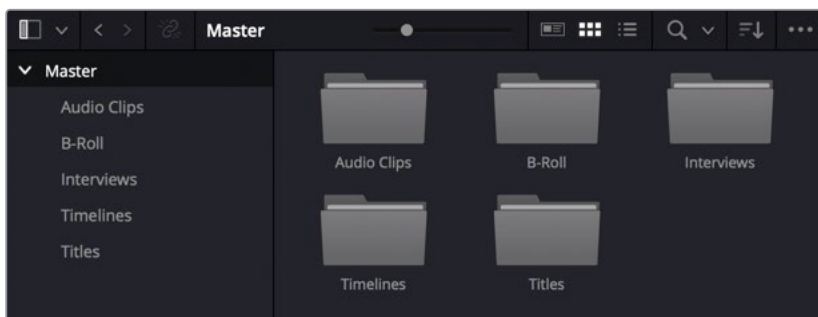 Master
Master
Audio Clips
B-Roll
Interviews
Timelines
Titles
Audio Clips
B-Roll
Interviews
Timelines
Titles